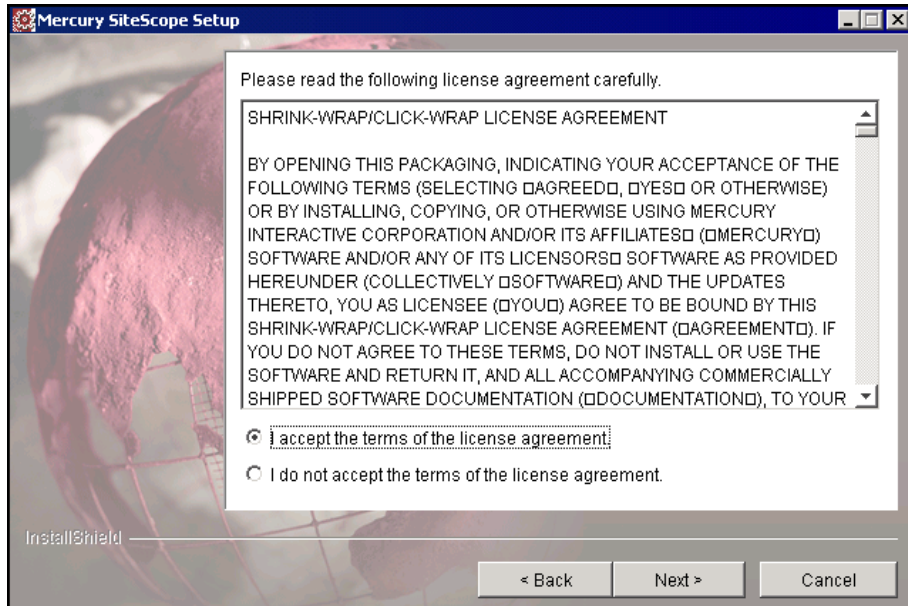 Mercury SiteScope Setup
Please read the following license agreement carefully.
SHRINK-WRAP/CLICK-WRAP LICENSE AGREEMENT
BY OPENING THIS PACKAGING, INDICATING YOUR ACCEPTANCE OF THE
FOLLOWING TERMS (SELECTING □AGREED□, □YES□ OR OTHERWISE)
OR BY INSTALLING, COPYING, OR OTHERWISE USING MERCURY
INTERACTIVE CORPORATION AND/OR ITS AFFILIATES□ (□MERCURY□)
SOFTWARE AND/OR ANY OF ITS LICENSORS□ SOFTWARE AS PROVIDED
HEREUNDER (COLLECTIVELY □SOFTWARE□) AND THE UPDATES
THERETO, YOU AS LICENSEE (□YOU□) AGREE TO BE BOUND BY THIS
SHRINK-WRAP/CLICK-WRAP LICENSE AGREEMENT (□AGREEMENT□). IF
YOU DO NOT AGREE TO THESE TERMS, DO NOT INSTALL OR USE THE
SOFTWARE AND RETURN IT, AND ALL ACCOMPANYING COMMERCIALLY
SHIPPED SOFTWARE DOCUMENTATION (□DOCUMENTATION□), TO YOUR
I accept the terms of the license agreement.
I do not accept the terms of the license agreement.
InstallShield
< Back
Next >
Cancel